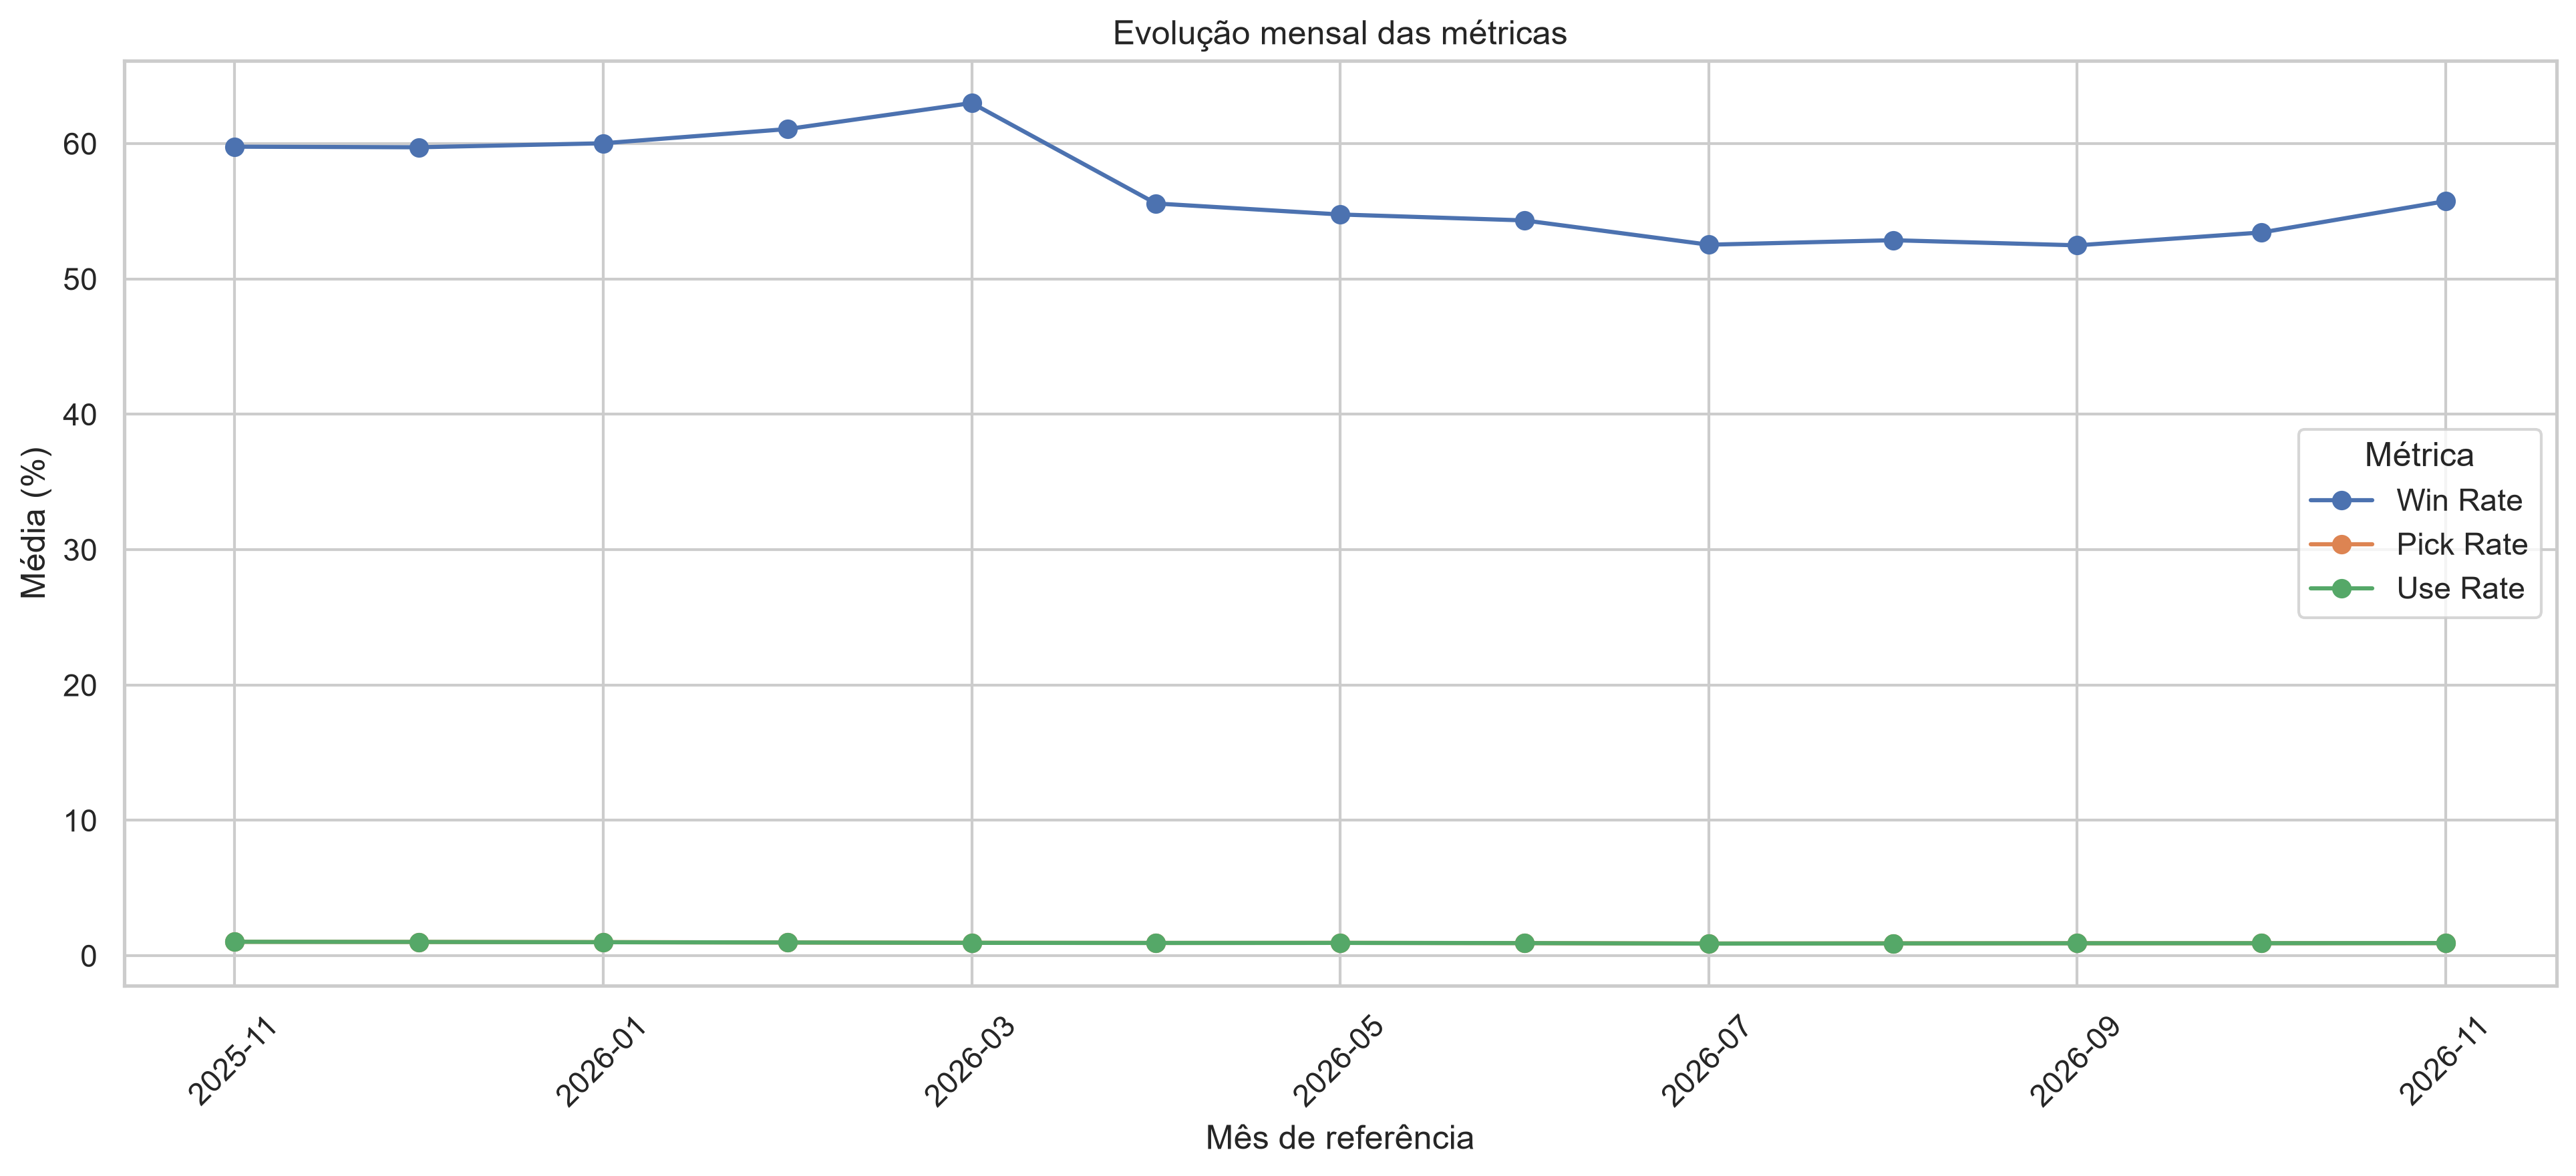 Evolução mensal das métricas
Média (%)
60
50
40
30
20
10
0
Métrica
Win Rate
Pick Rate
Use Rate
2025-11
2026-01
2026-03
2026-05
2026-07
2026-09
2026-11
Mês de referência